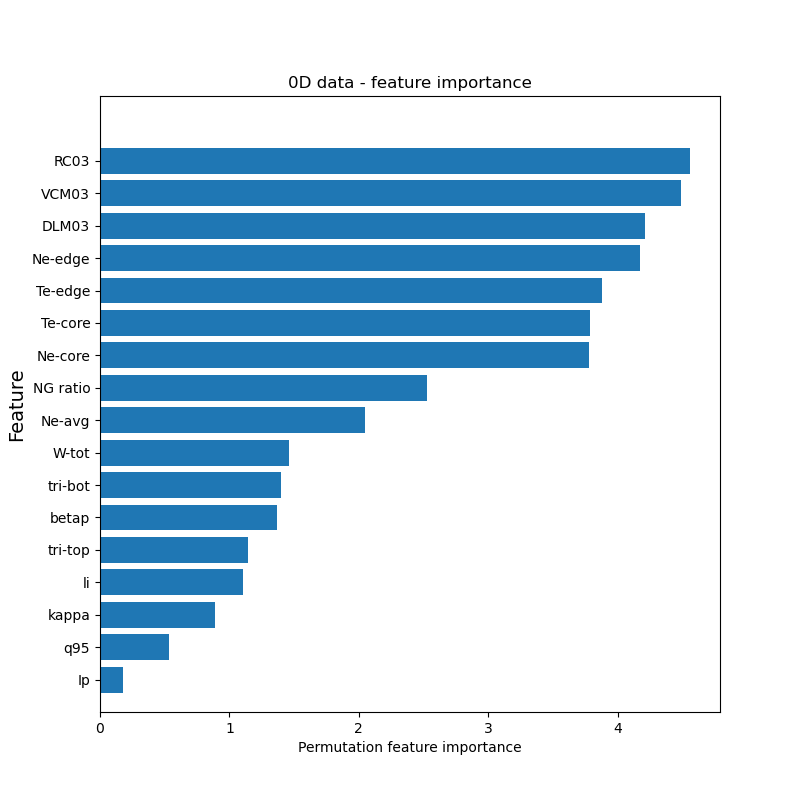 0D data - feature importance
Feature
RC03
VCM03
DLM03
Ne-edge
Te-edge
Te-core
Ne-core
NG ratio
Ne-avg
W-tot
tri-bot
betap
tri-top
li
kappa
q95
Ip
0 1 2 3 4
Permutation feature importance